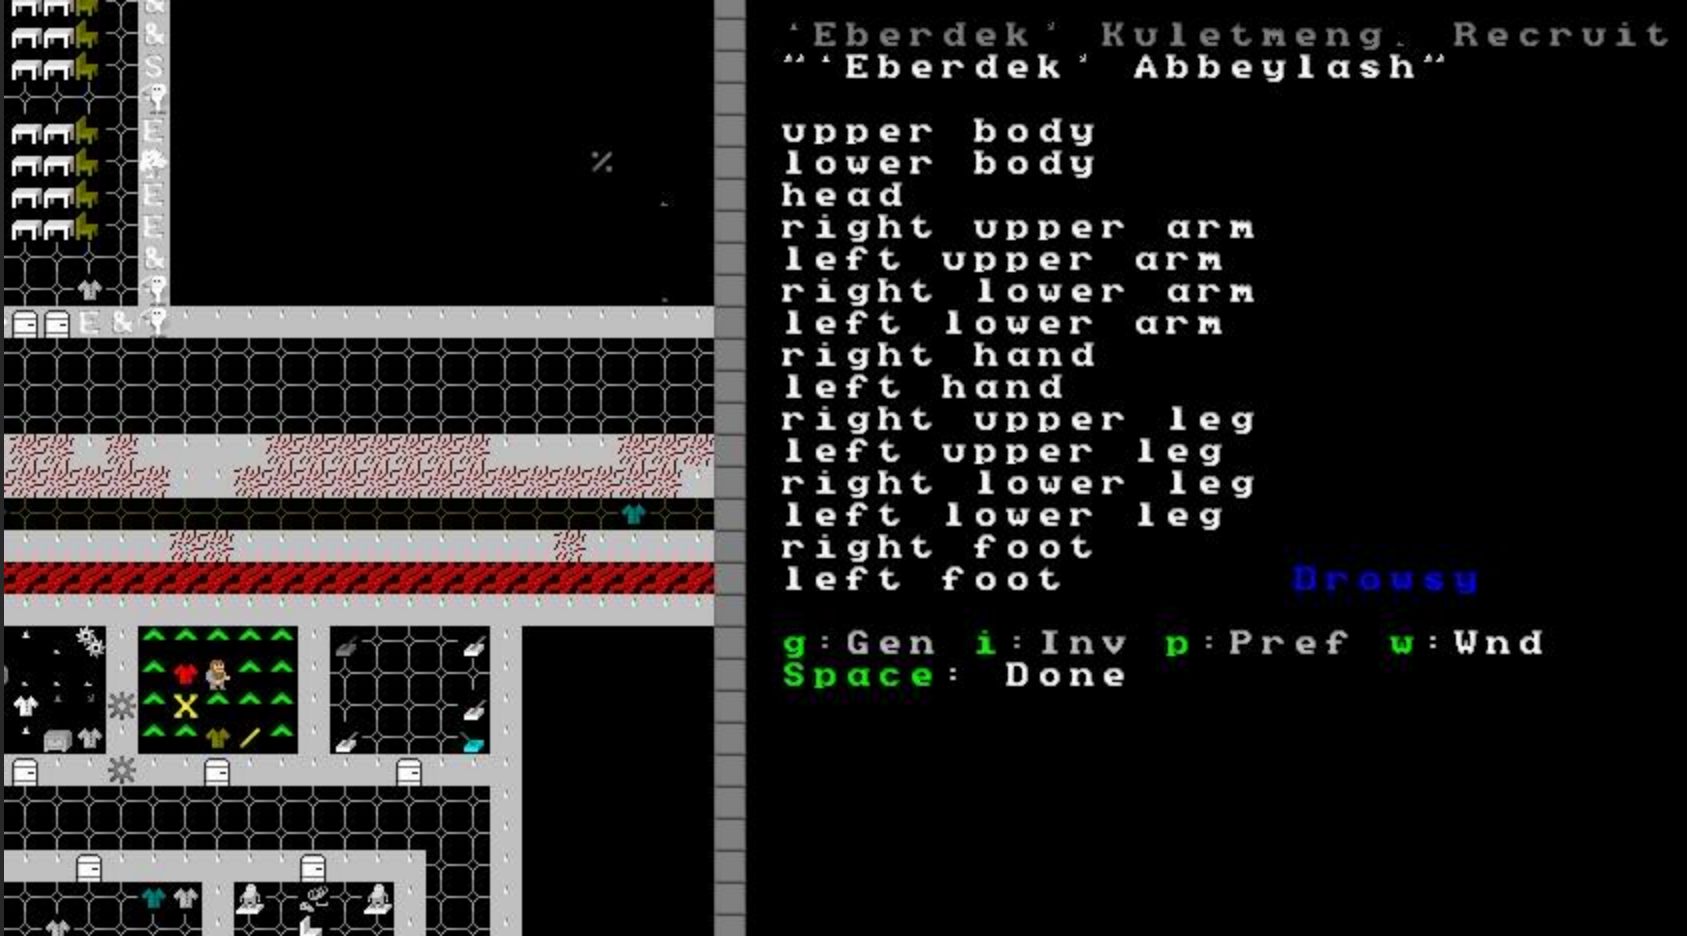 'Eberdek' Kuletmeng, Recruit
"'Eberdek' Abbeylash"
upper body
lower body
head
right upper arm
left upper arm
right lower arm
left lower arm
right hand
left hand
right upper leg
left upper leg
right lower leg
left lower leg
right foot
left foot Drowsy
g:Gen i:Inv p:Pref w:Wnd
Space: Done
&
&
S
E
E
E
&
E &